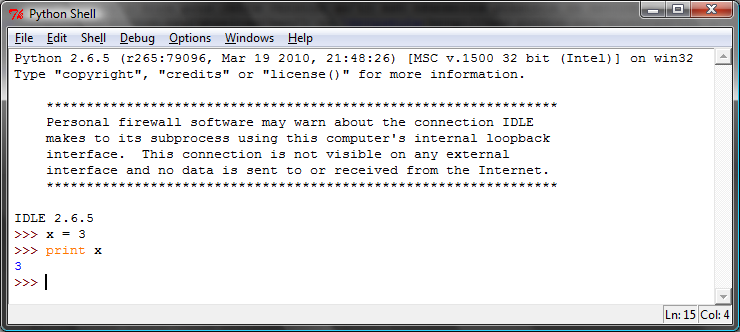 Python Shell
File Edit Shell Debug Options Windows Help
Python 2.6.5 (r265:79096, Mar 19 2010, 21:48:26) [MSC v.1500 32 bit (Intel)] on win32
Type "copyright", "credits" or "license()" for more information.
****************************************************************
Personal firewall software may warn about the connection IDLE
makes to its subprocess using this computer's internal loopback
interface.  This connection is not visible on any external
interface and no data is sent to or received from the Internet.
****************************************************************
IDLE 2.6.5
>>> x = 3
>>> print x
3
>>>
Ln: 15 Col: 4